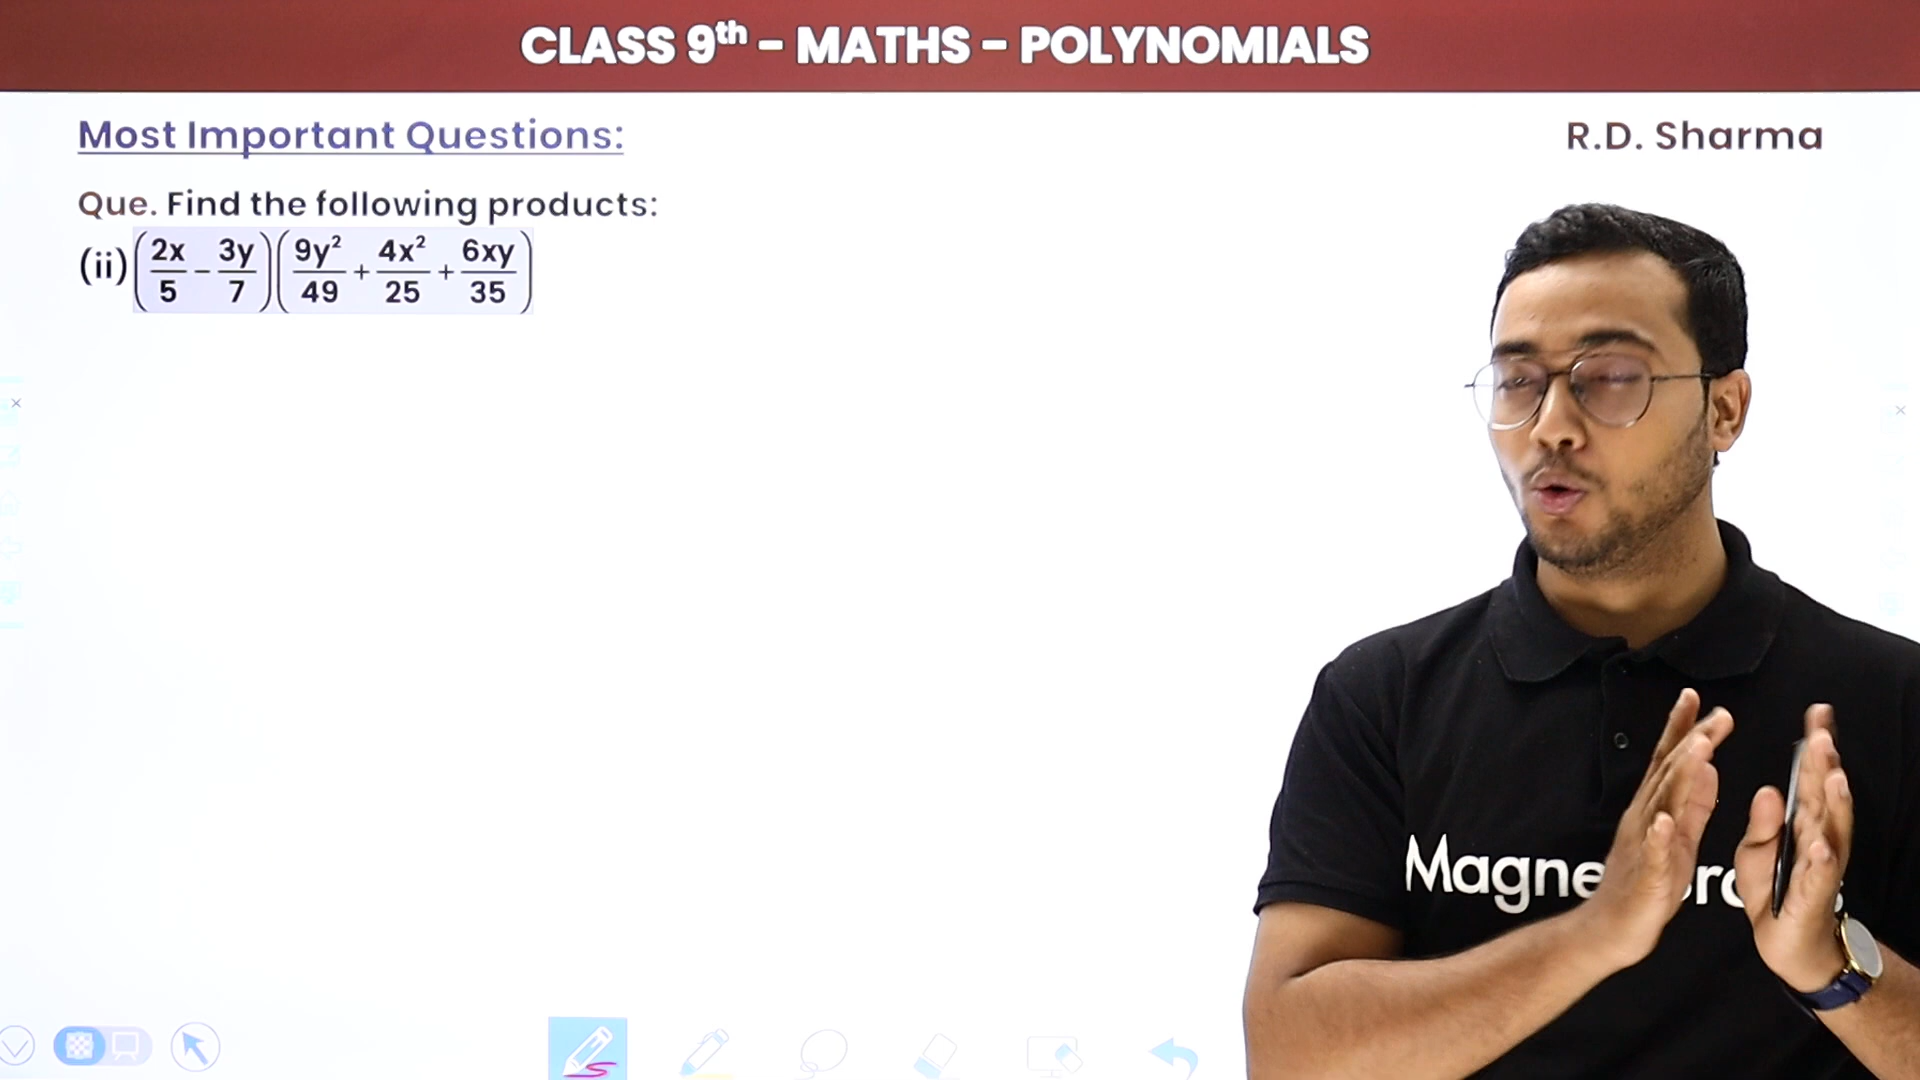 CLASS 9th - MATHS - POLYNOMIALS
Most Important Questions:
R.D. Sharma
Que. Find the following products:
(ii) (2x/5 - 3y/7)(9y²/49 + 4x²/25 + 6xy/35)